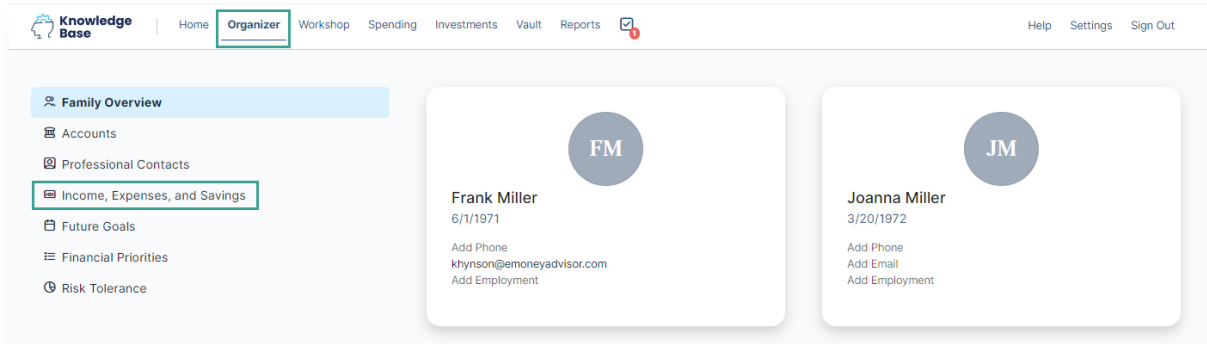 Knowledge
Base
Home Organizer Workshop Spending Investments Vault Reports 1 Help Settings Sign Out
Family Overview
Accounts
Professional Contacts
Income, Expenses, and Savings
Future Goals
Financial Priorities
Risk Tolerance
FM
Frank Miller
6/1/1971
Add Phone
khynson@emoneyadvisor.com
Add Employment
JM
Joanna Miller
3/20/1972
Add Phone
Add Email
Add Employment